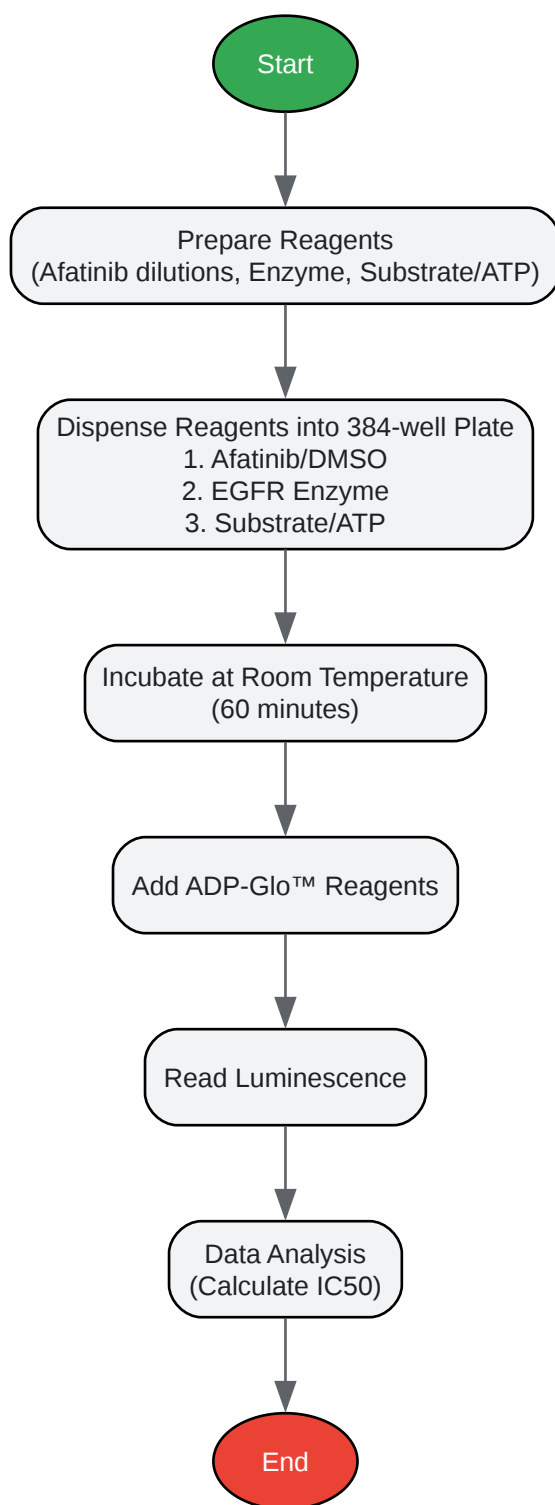 Start
Prepare Reagents
(Afatinib dilutions, Enzyme, Substrate/ATP)
Dispense Reagents into 384-well Plate
1. Afatinib/DMSO
2. EGFR Enzyme
3. Substrate/ATP
Incubate at Room Temperature
(60 minutes)
Add ADP-Glo™ Reagents
Read Luminescence
Data Analysis
(Calculate IC50)
End